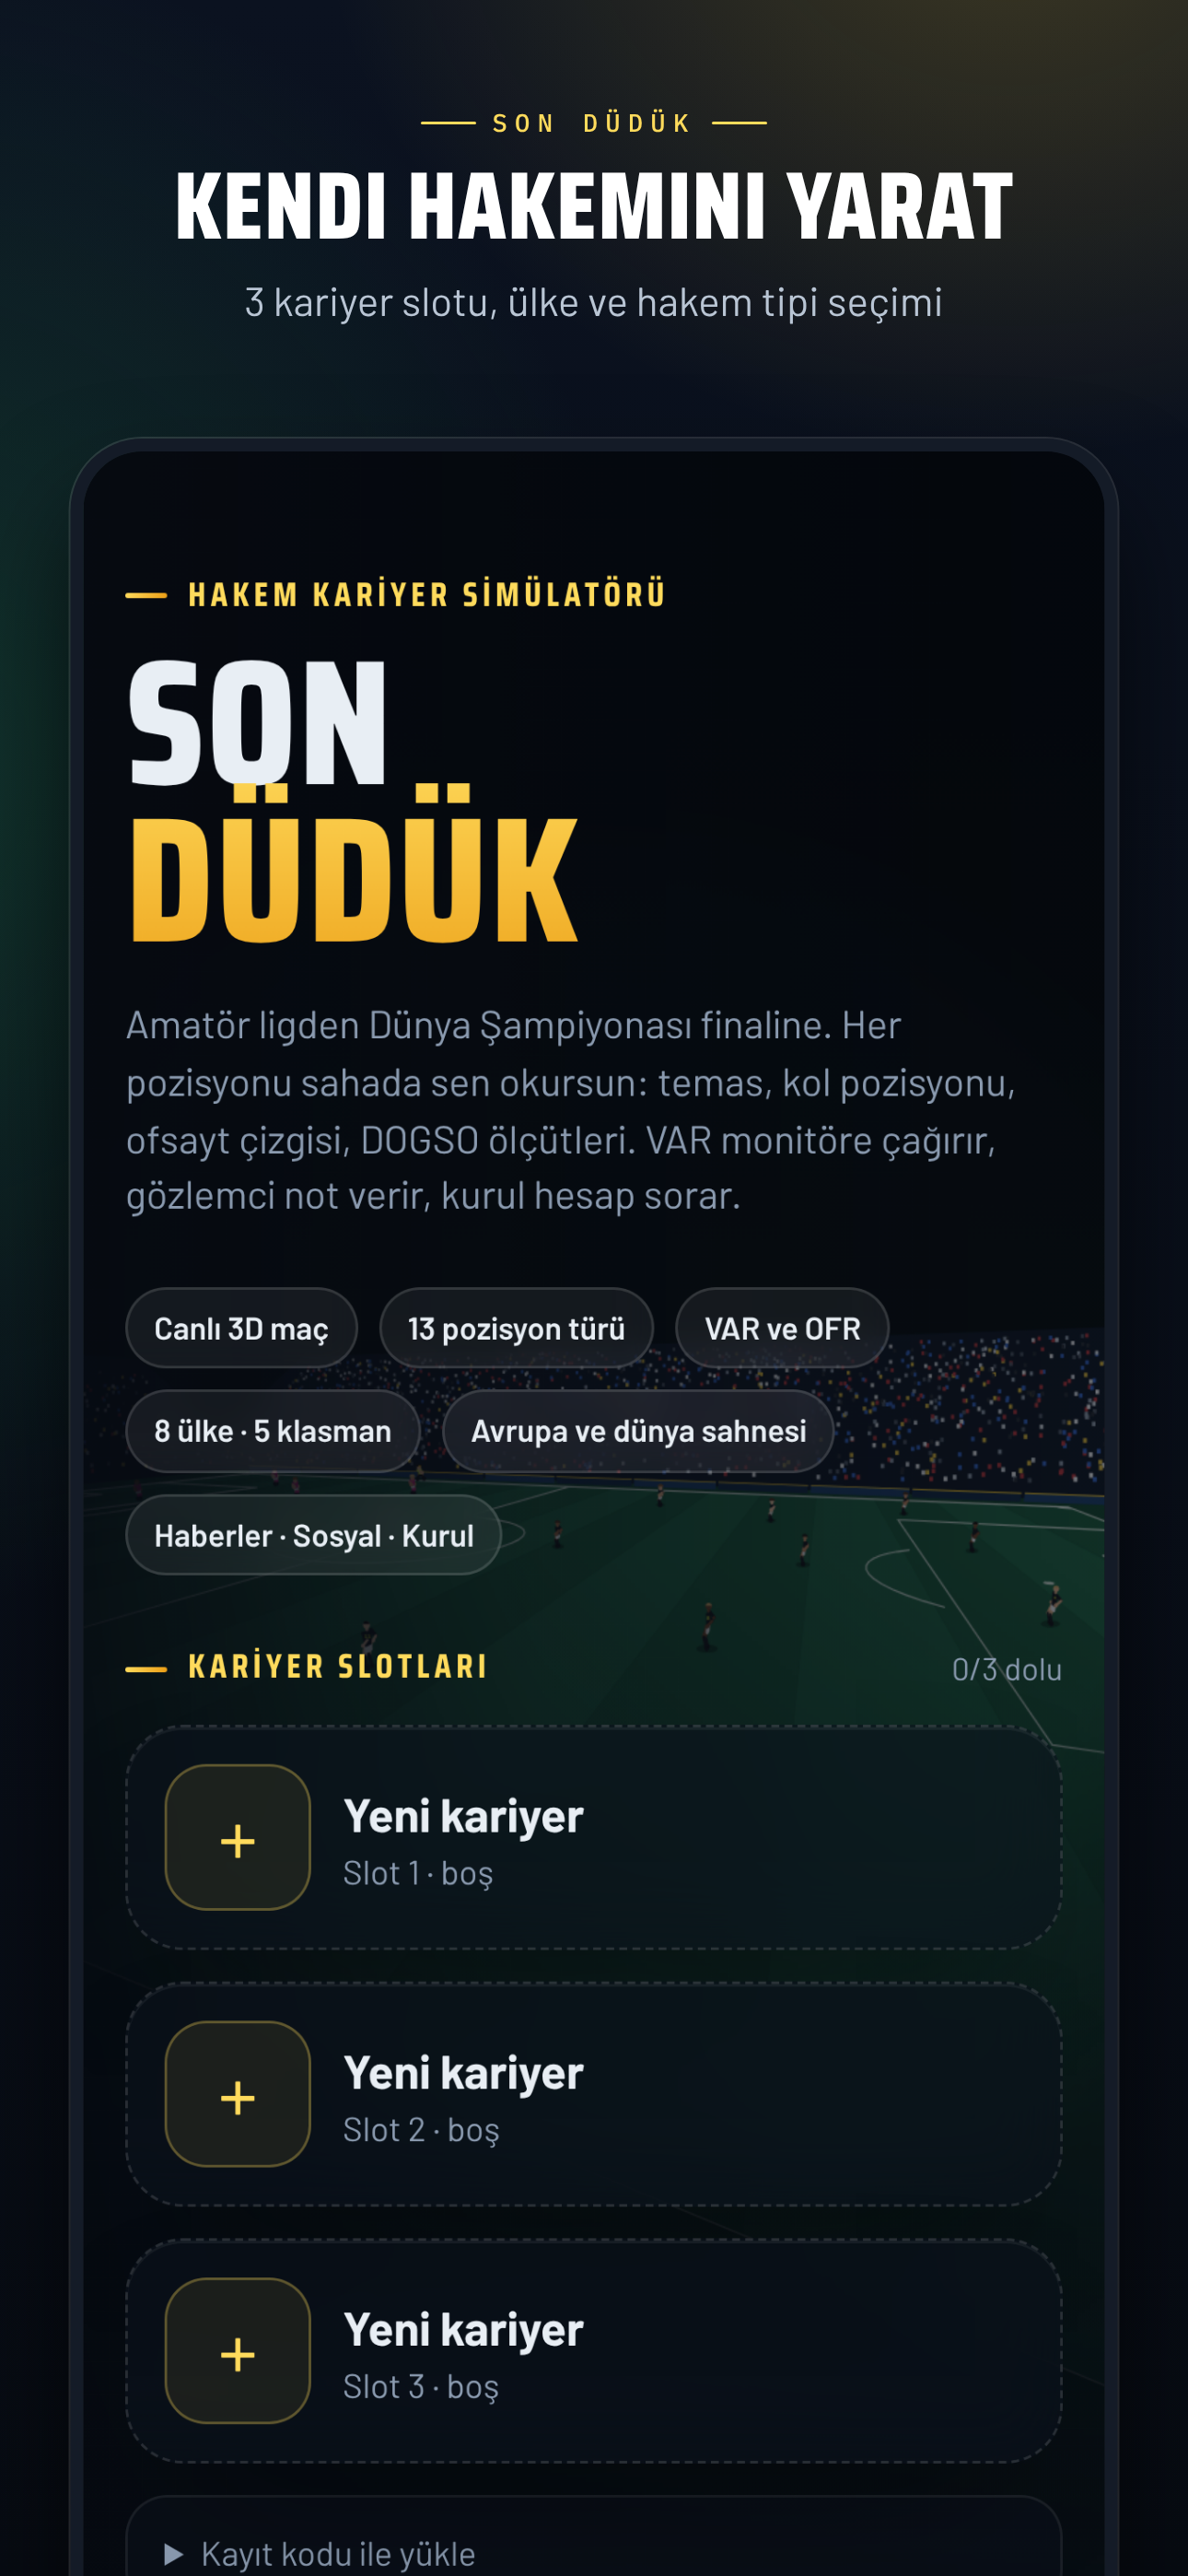 SON DÜDÜK
KENDI HAKEMINI YARAT
3 kariyer slotu, ülke ve hakem tipi seçimi
HAKEM KARİYER SİMÜLATÖRÜ
SON
DÜDÜK
Amatör ligden Dünya Şampiyonası finaline. Her
pozisyonu sahada sen okursun: temas, kol pozisyonu,
ofsayt çizgisi, DOGSO ölçütleri. VAR monitöre çağırır,
gözlemci not verir, kurul hesap sorar.
Canlı 3D maç 13 pozisyon türü VAR ve OFR
8 ülke · 5 klasman Avrupa ve dünya sahnesi
Haberler · Sosyal · Kurul
KARİYER SLOTLARI 0/3 dolu
+ Yeni kariyer
Slot 1 · boş
+ Yeni kariyer
Slot 2 · boş
+ Yeni kariyer
Slot 3 · boş
▶ Kayıt kodu ile yükle